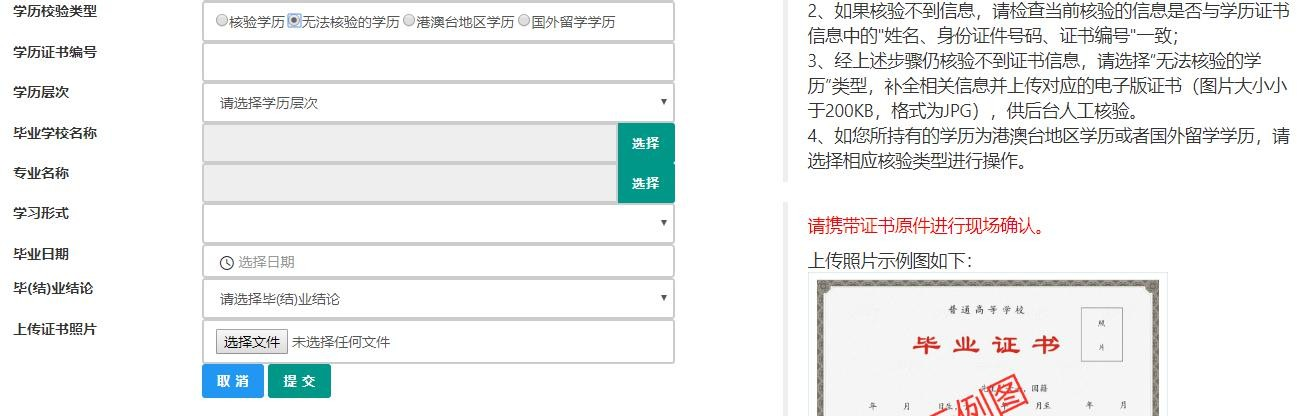 学历校验类型
核验学历 无法核验的学历 港澳台地区学历 国外留学学历
学历证书编号
学历层次
请选择学历层次
毕业学校名称
选择
专业名称
选择
学习形式
毕业日期
选择日期
毕(结)业结论
请选择毕(结)业结论
上传证书照片
选择文件 未选择任何文件
取 消 提 交
2、如果核验不到信息，请检查当前核验的信息是否与学历证书
信息中的"姓名、身份证件号码、证书编号"一致；
3、经上述步骤仍核验不到证书信息，请选择"无法核验的学
历"类型，补全相关信息并上传对应的电子版证书（图片大小小
于200KB，格式为JPG），供后台人工核验。
4、如您所持有的学历为港澳台地区学历或者国外留学学历，请
选择相应核验类型进行操作。
请携带证书原件进行现场确认。
上传照片示例图如下：
普通高等学校
毕业证书
照
片
，国籍
年 月 日生， 年 月至 年 月
例图